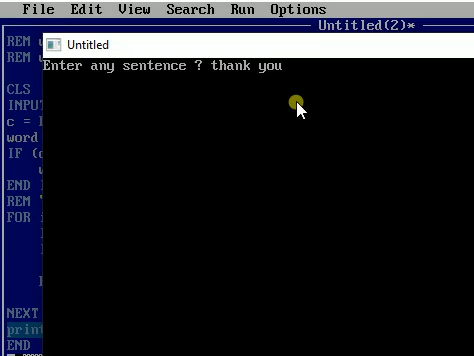 File Edit View Search Run Options
Untitled(2)*
Untitled
Enter any sentence ? thank you
REM
REM
CLS
INPUT
c =
word
IF (
END
REM
FOR
NEXT
print
END